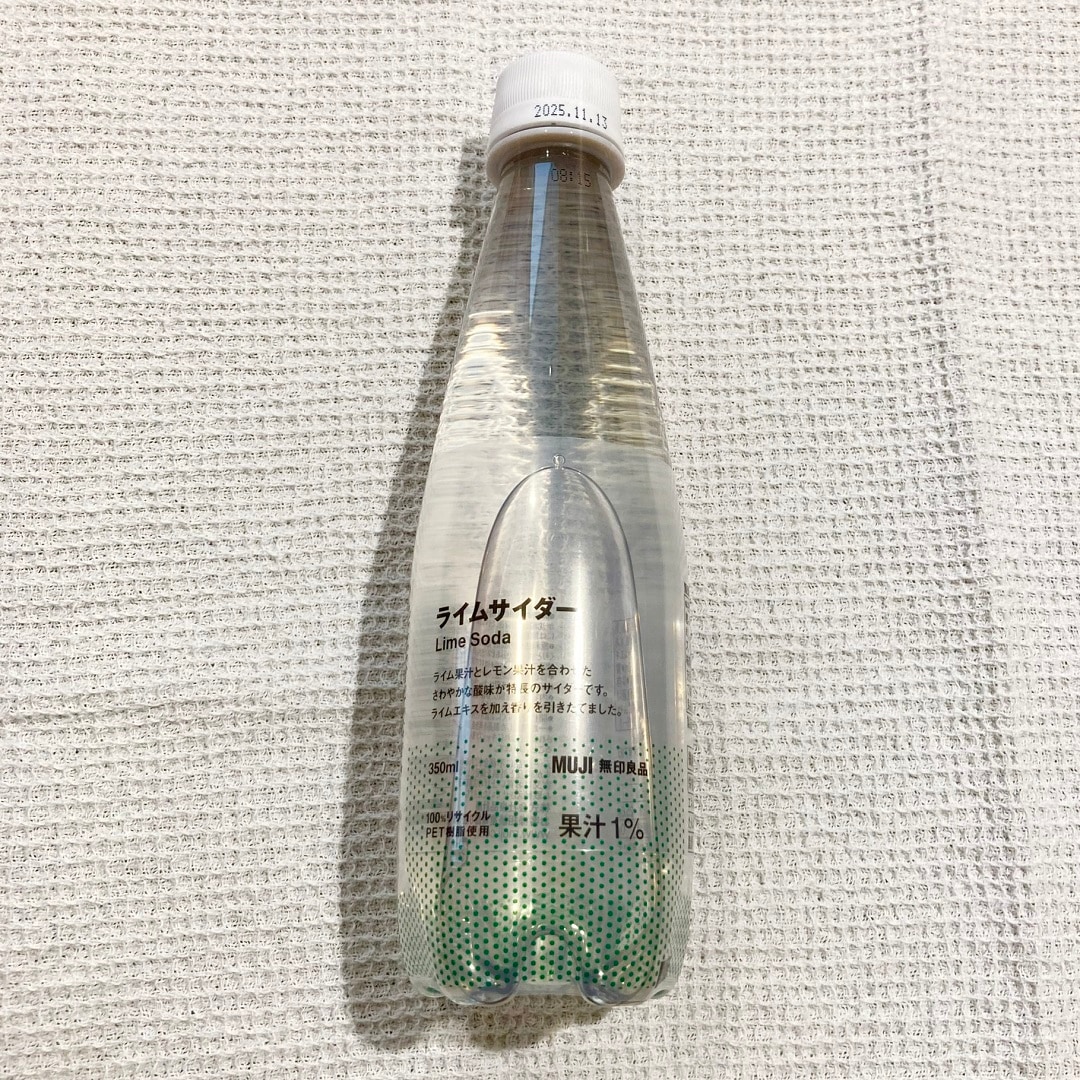 2025.11.13
08:15
ライムサイダー
Lime Soda
ライム果汁とレモン果汁を合わせた
さわやかな酸味が特長のサイダーです。
ライムエキスを加え香りを引きたてました。
350ml
MUJI 無印良品
100%リサイクル
PET樹脂使用
果汁1%